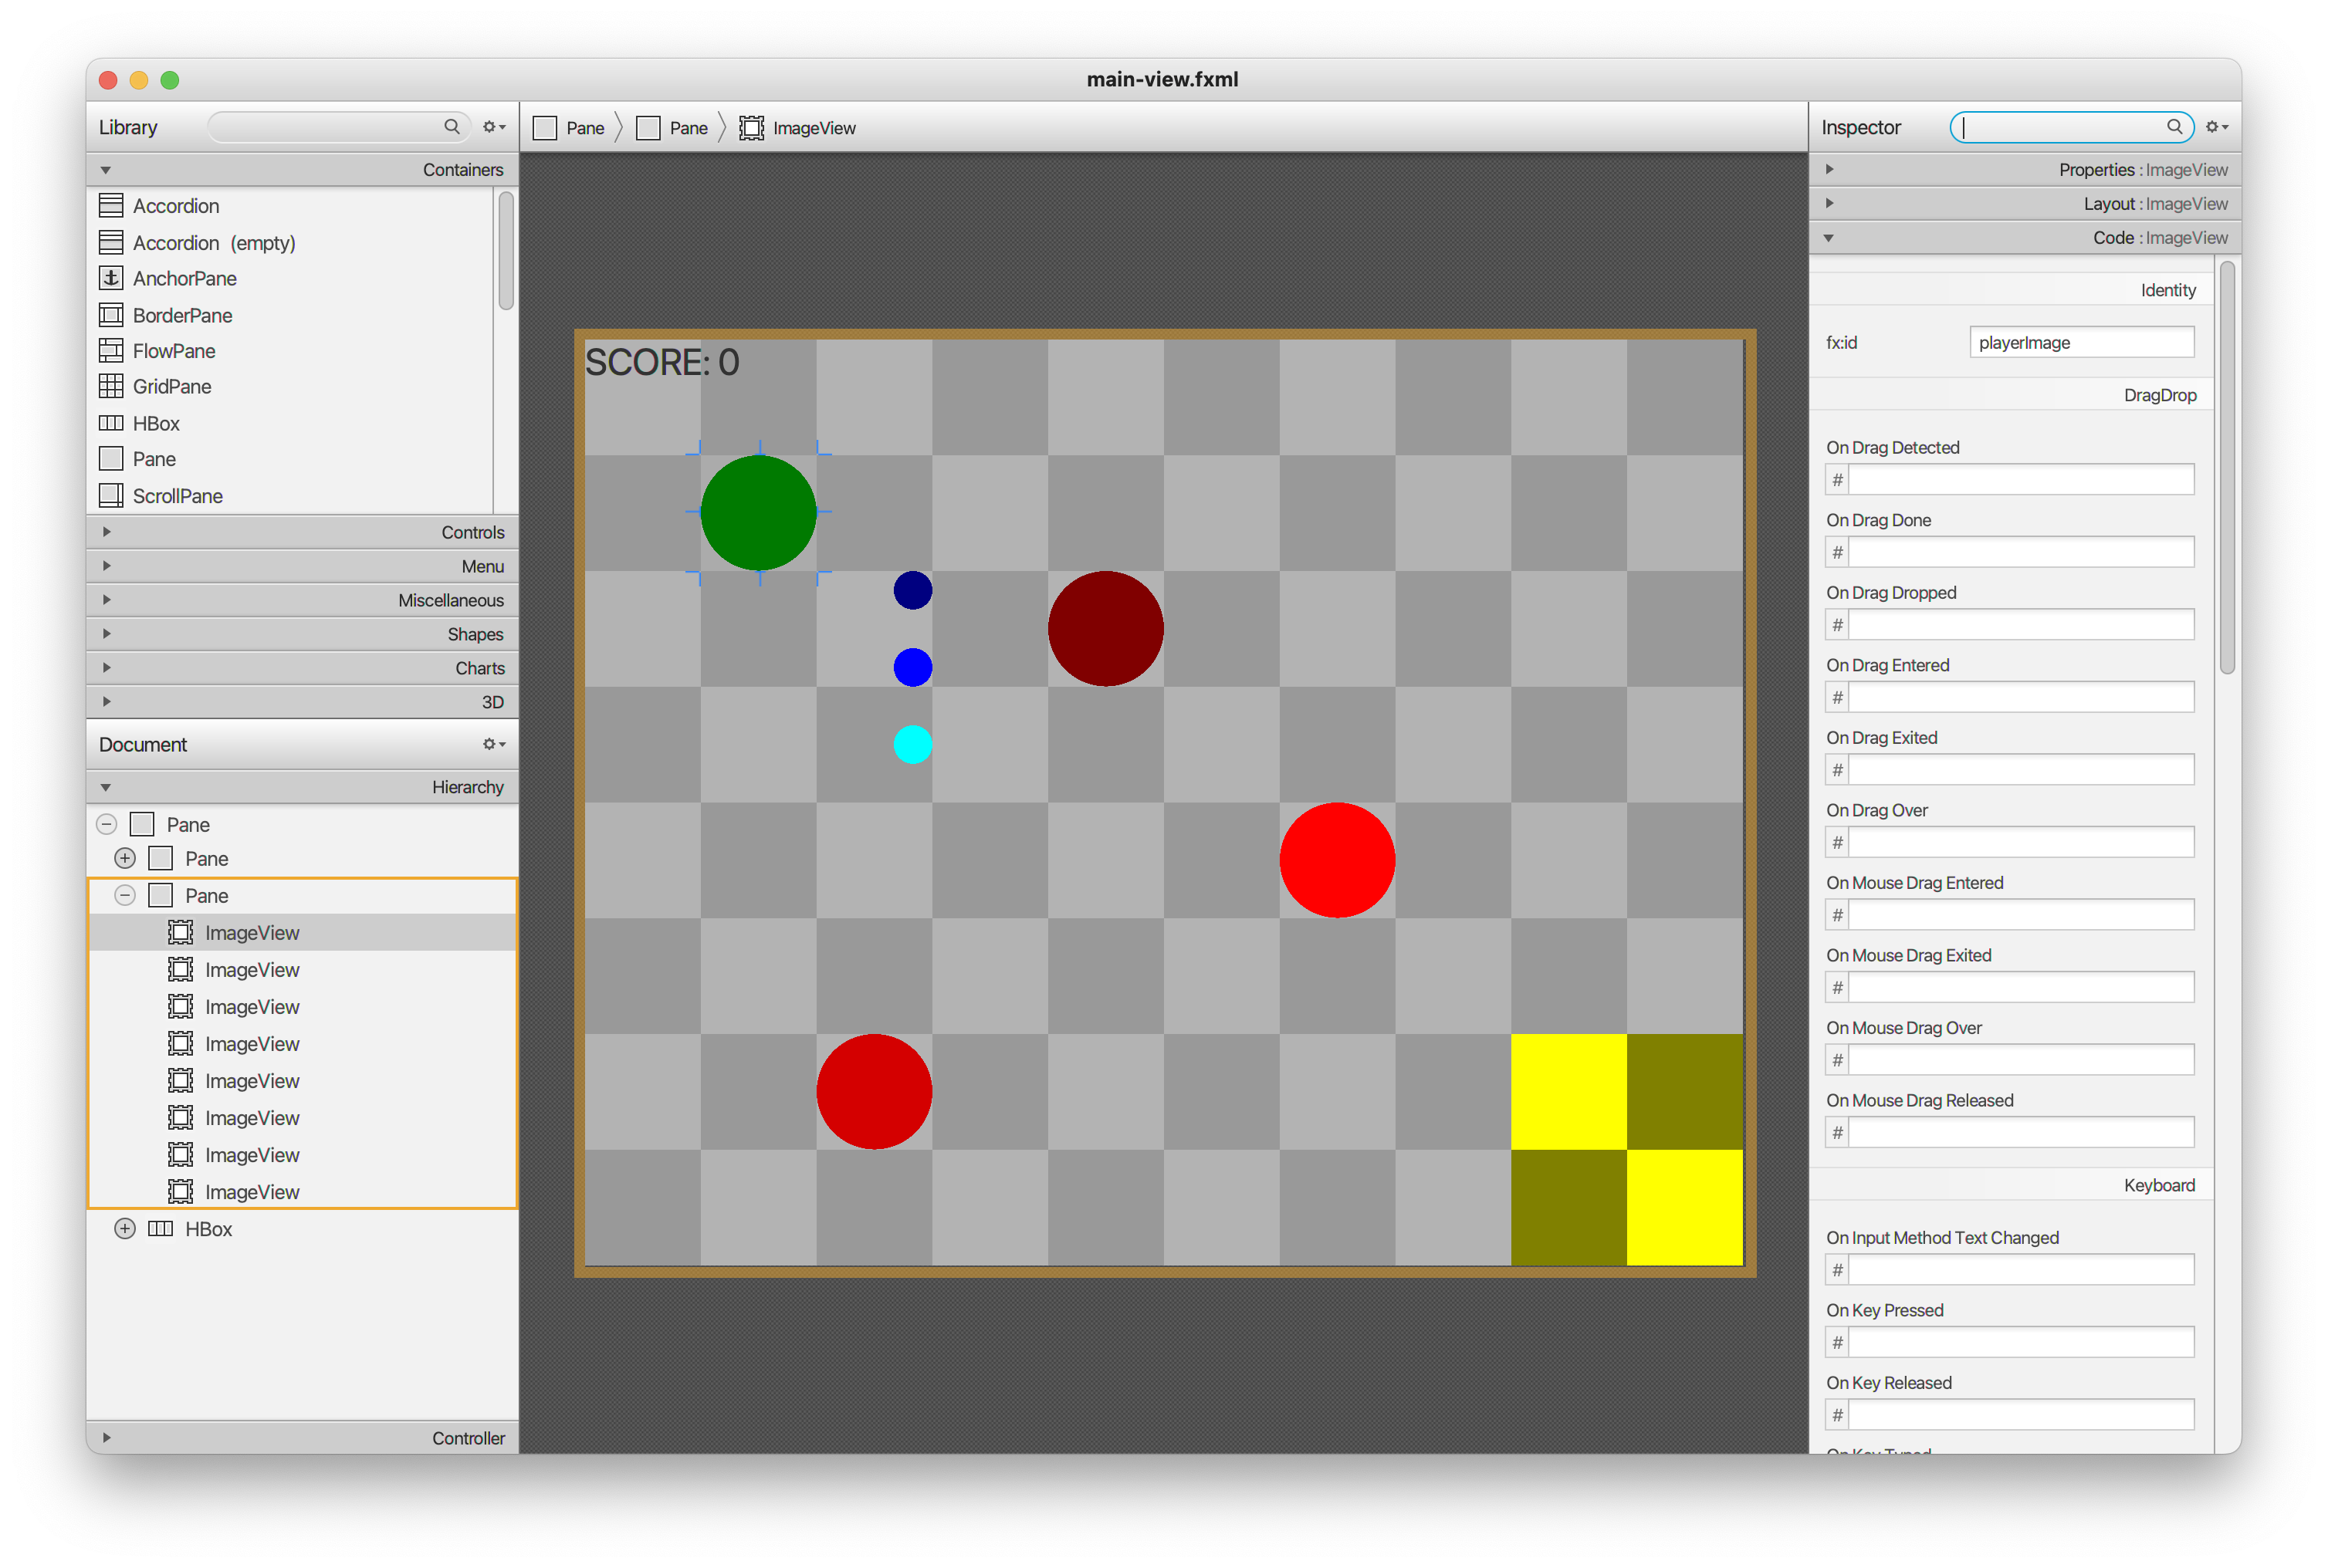 main-view.fxml
Library
Containers
Accordion
Accordion (empty)
AnchorPane
BorderPane
FlowPane
GridPane
HBox
Pane
ScrollPane
Controls
Menu
Miscellaneous
Shapes
Charts
3D
Document
Hierarchy
Pane
Pane
Pane
ImageView
ImageView
ImageView
ImageView
ImageView
ImageView
ImageView
ImageView
HBox
Controller
Pane Pane ImageView
SCORE: 0
Inspector
Properties : ImageView
Layout : ImageView
Code : ImageView
Identity
fx:id playerImage
DragDrop
On Drag Detected
#
On Drag Done
#
On Drag Dropped
#
On Drag Entered
#
On Drag Exited
#
On Drag Over
#
On Mouse Drag Entered
#
On Mouse Drag Exited
#
On Mouse Drag Over
#
On Mouse Drag Released
#
Keyboard
On Input Method Text Changed
#
On Key Pressed
#
On Key Released
#
On Key Typed